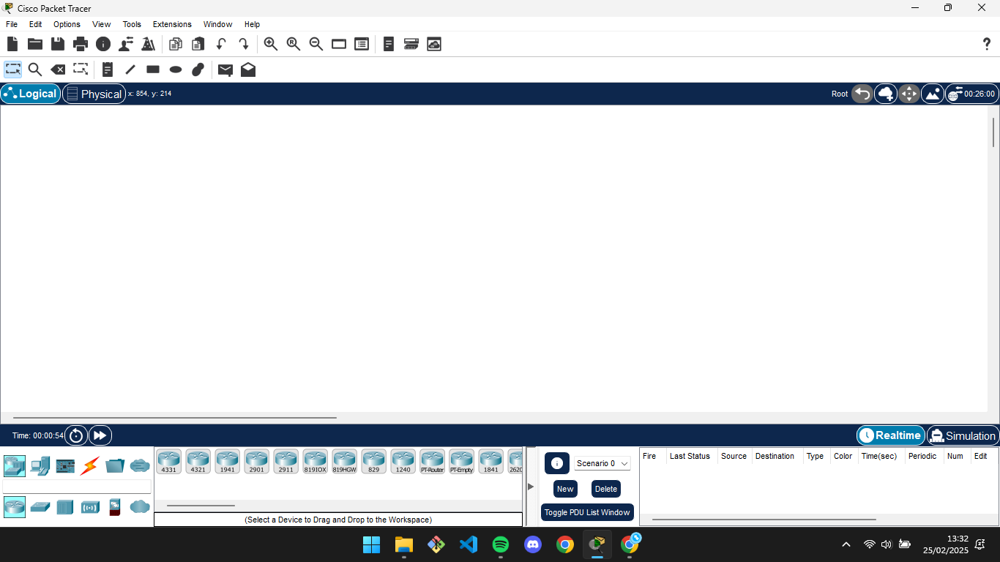 Cisco Packet Tracer
File Edit Options View Tools Extensions Window Help
?
Logical Physical x: 854, y: 214 Root 00:26:00
Time: 00:00:54 Realtime Simulation
4331 4321 1941 2901 2911 819IOX 819HGW 829 1240 PT-Router PT-Empty 1841 2620
Scenario 0
Fire Last Status Source Destination Type Color Time(sec) Periodic Num Edit
New Delete
Toggle PDU List Window
(Select a Device to Drag and Drop to the Workspace)
13:32
25/02/2025